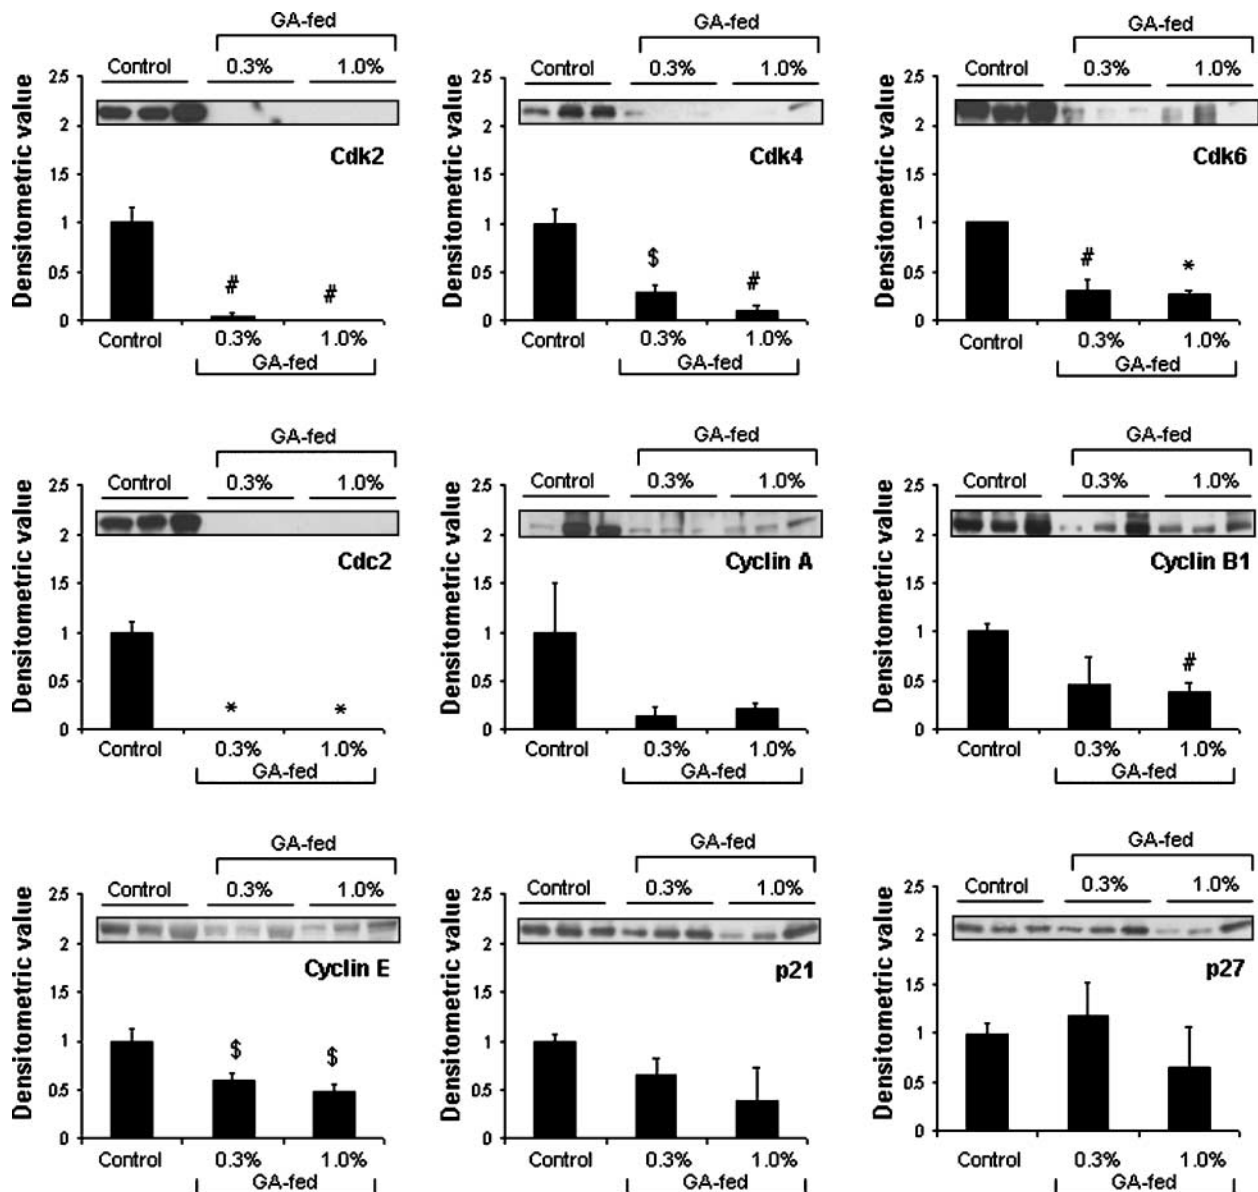 GA-fed
Control 0.3% 1.0%
Densitometric value
2.5
2
1.5
1
0.5
0
Cdk2
# #
Control 0.3% 1.0%
GA-fed
GA-fed
Control 0.3% 1.0%
Densitometric value
2.5
2
1.5
1
0.5
0
Cdk4
$ #
Control 0.3% 1.0%
GA-fed
GA-fed
Control 0.3% 1.0%
Densitometric value
2.5
2
1.5
1
0.5
0
Cdk6
# *
Control 0.3% 1.0%
GA-fed
GA-fed
Control 0.3% 1.0%
Densitometric value
2.5
2
1.5
1
0.5
0
Cdc2
* *
Control 0.3% 1.0%
GA-fed
GA-fed
Control 0.3% 1.0%
Densitometric value
2.5
2
1.5
1
0.5
0
Cyclin A
Control 0.3% 1.0%
GA-fed
GA-fed
Control 0.3% 1.0%
Densitometric value
2.5
2
1.5
1
0.5
0
Cyclin B1
#
Control 0.3% 1.0%
GA-fed
GA-fed
Control 0.3% 1.0%
Densitometric value
2.5
2
1.5
1
0.5
0
Cyclin E
$ $
Control 0.3% 1.0%
GA-fed
GA-fed
Control 0.3% 1.0%
Densitometric value
2.5
2
1.5
1
0.5
0
p21
Control 0.3% 1.0%
GA-fed
GA-fed
Control 0.3% 1.0%
Densitometric value
2.5
2
1.5
1
0.5
0
p27
Control 0.3% 1.0%
GA-fed